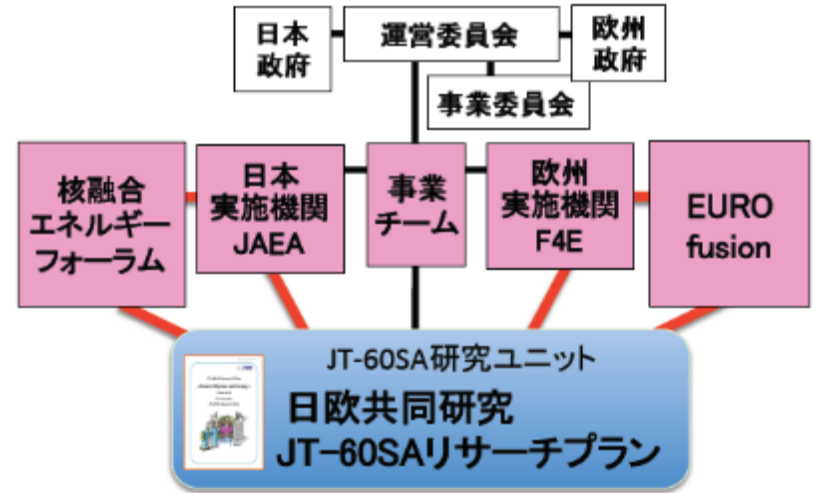 日本
政府
運営委員会
欧州
政府
事業委員会
核融合
エネルギー
フォーラム
日本
実施機関
JAEA
事業
チーム
欧州
実施機関
F4E
EURO
fusion
JT-60SA研究ユニット
日欧共同研究
JT-60SAリサーチプラン